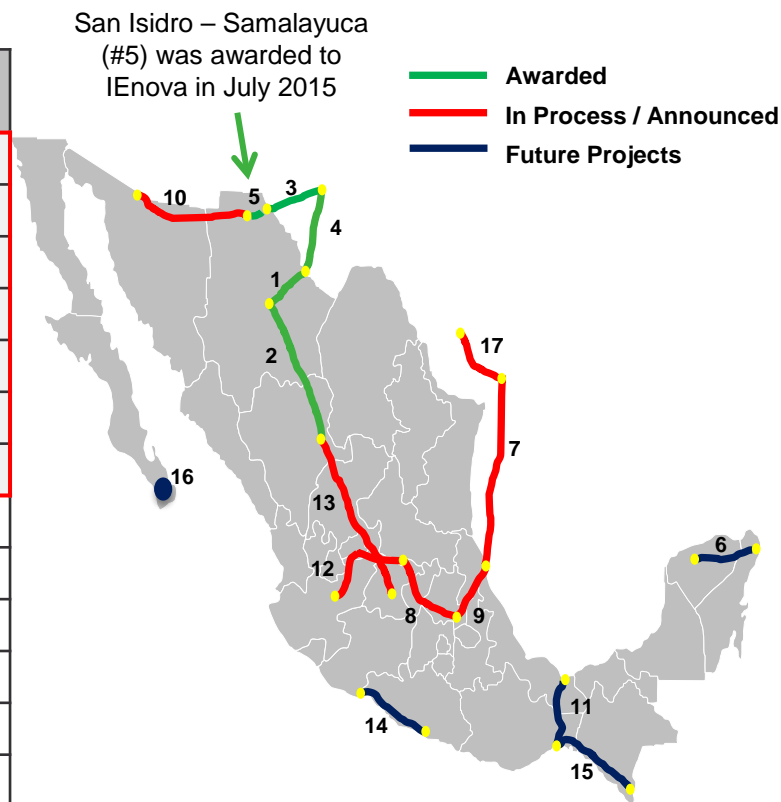 San Isidro – Samalayuca
(#5) was awarded to
IEnova in July 2015
Awarded
In Process / Announced
Future Projects
10
5
3
4
1
2
17
7
16
13
12
8
9
6
11
14
15